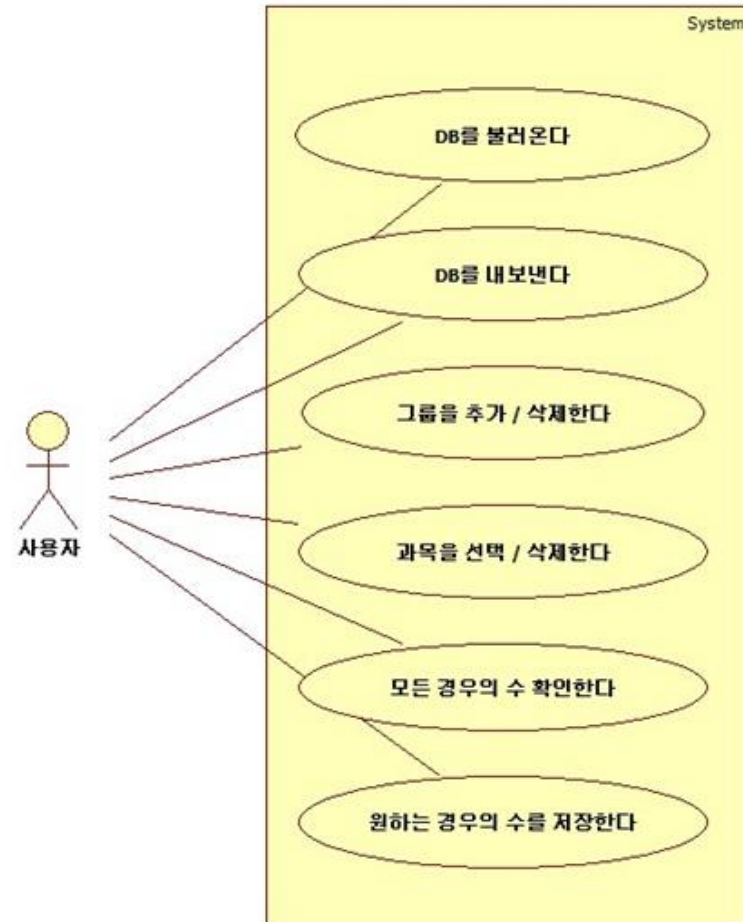 System
DB를 불러온다
DB를 내보낸다
그룹을 추가 / 삭제한다
과목을 선택 / 삭제한다
사용자
모든 경우의 수 확인한다
원하는 경우의 수를 저장한다